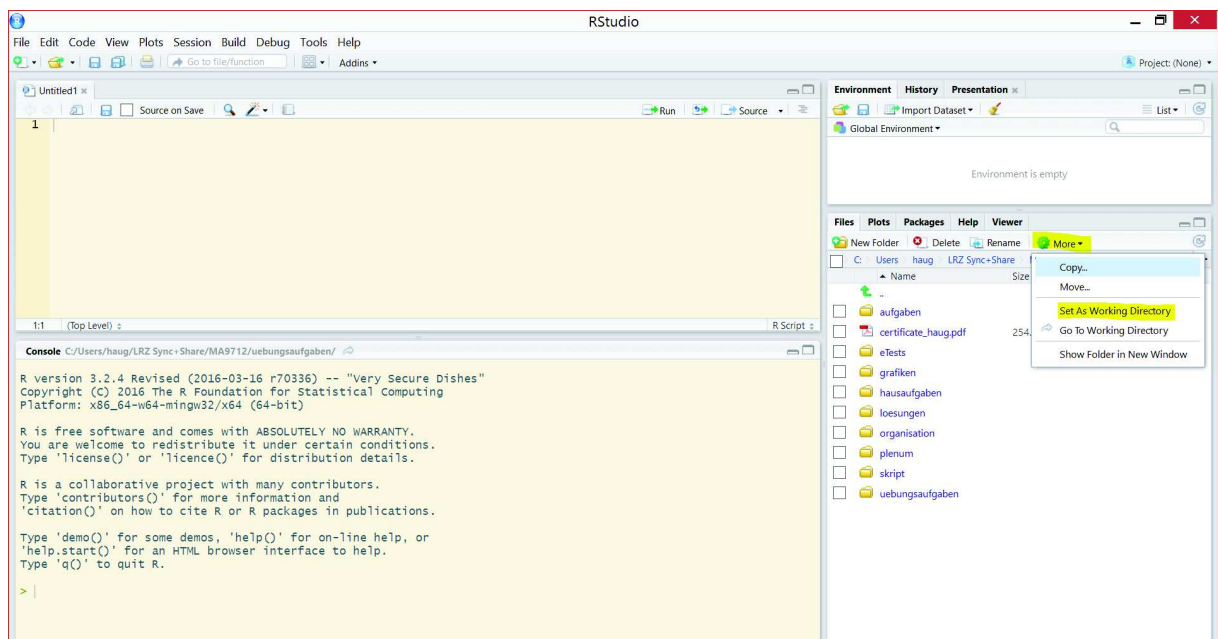 RStudio
File Edit Code View Plots Session Build Debug Tools Help
Go to file/function
Addins
Project: (None)
Untitled1
Source on Save
Run
Source
1
1:1 (Top Level)
R Script
Console C:/Users/haug/LRZ Sync+Share/MA9712/uebungsaufgaben/
R version 3.2.4 Revised (2016-03-16 r70336) -- "Very Secure Dishes"
Copyright (C) 2016 The R Foundation for Statistical Computing
Platform: x86_64-w64-mingw32/x64 (64-bit)
R is free software and comes with ABSOLUTELY NO WARRANTY.
You are welcome to redistribute it under certain conditions.
Type 'license()' or 'licence()' for distribution details.
R is a collaborative project with many contributors.
Type 'contributors()' for more information and
'citation()' on how to cite R or R packages in publications.
Type 'demo()' for some demos, 'help()' for on-line help, or
'help.start()' for an HTML browser interface to help.
Type 'q()' to quit R.
>
Environment History Presentation
Import Dataset
List
Global Environment
Environment is empty
Files Plots Packages Help Viewer
New Folder Delete Rename More
C: Users haug LRZ Sync+Share
Name Size
..
aufgaben
certificate_haug.pdf 254.
eTests
grafiken
hausaufgaben
loesungen
organisation
plenum
skript
uebungsaufgaben
Copy...
Move...
Set As Working Directory
Go To Working Directory
Show Folder in New Window